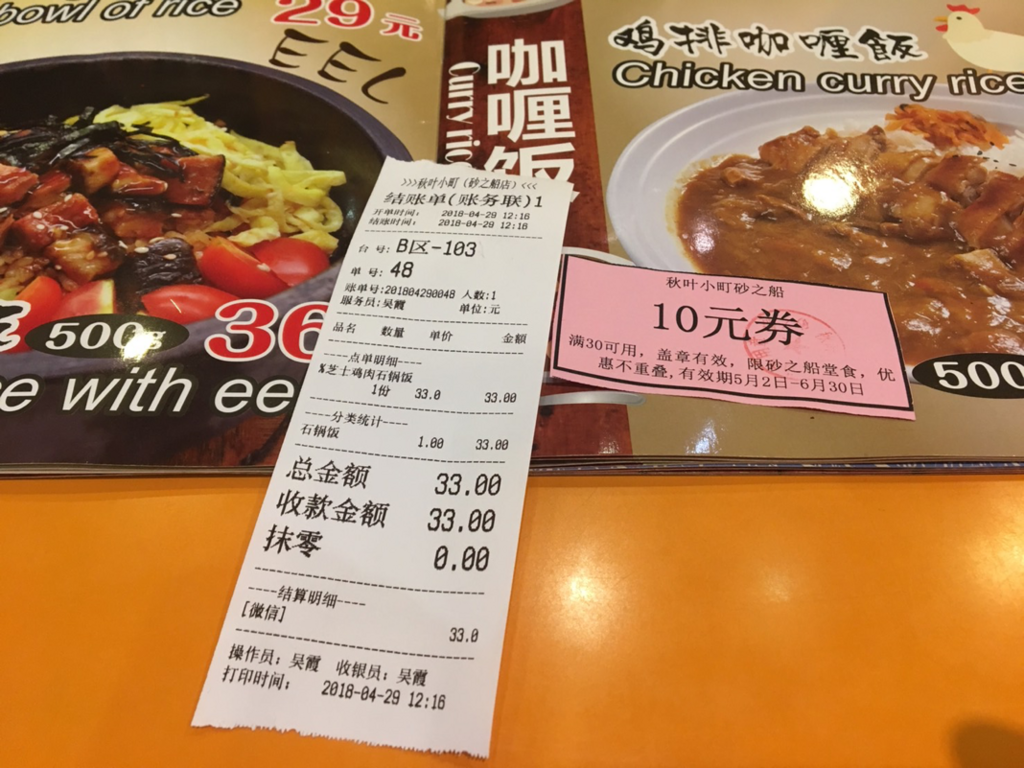 bowl of rice
29元
咖喱饭
Curry ric
鸡排咖喱飯
Chicken curry rice
500g
36
e with ee
500
>>>秋叶小町(砂之船店)<<<
结账单(账务联)1
开单时间: 2018-04-29 12:16
结账时间: 2018-04-29 12:16
台 号: B区-103
单 号: 48
账单号:201804290048 人数:1
服务员:吴霞 单位:元
品名 数量 单价 金额
----点单明细----
%芝士鸡肉石锅饭
1份 33.0 33.00
----分类统计----
石锅饭 1.00 33.00
总金额 33.00
收款金额 33.00
抹零 0.00
----结算明细----
[微信] 33.0
操作员: 吴霞 收银员: 吴霞
打印时间: 2018-04-29 12:16
秋叶小町砂之船
10元券
满30可用，盖章有效，限砂之船堂食，优
惠不重叠,有效期5月2日-6月30日